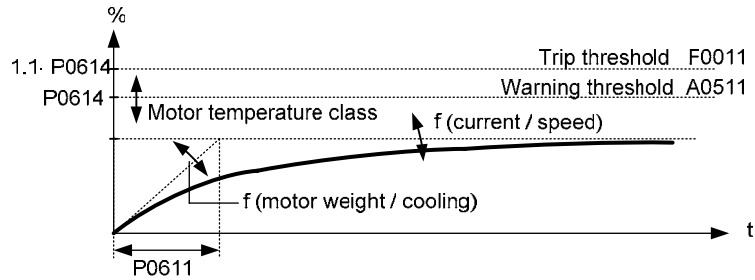 %
Trip threshold F0011
1.1· P0614
Warning threshold A0511
P0614
Motor temperature class
f (current / speed)
f (motor weight / cooling)
t
P0611